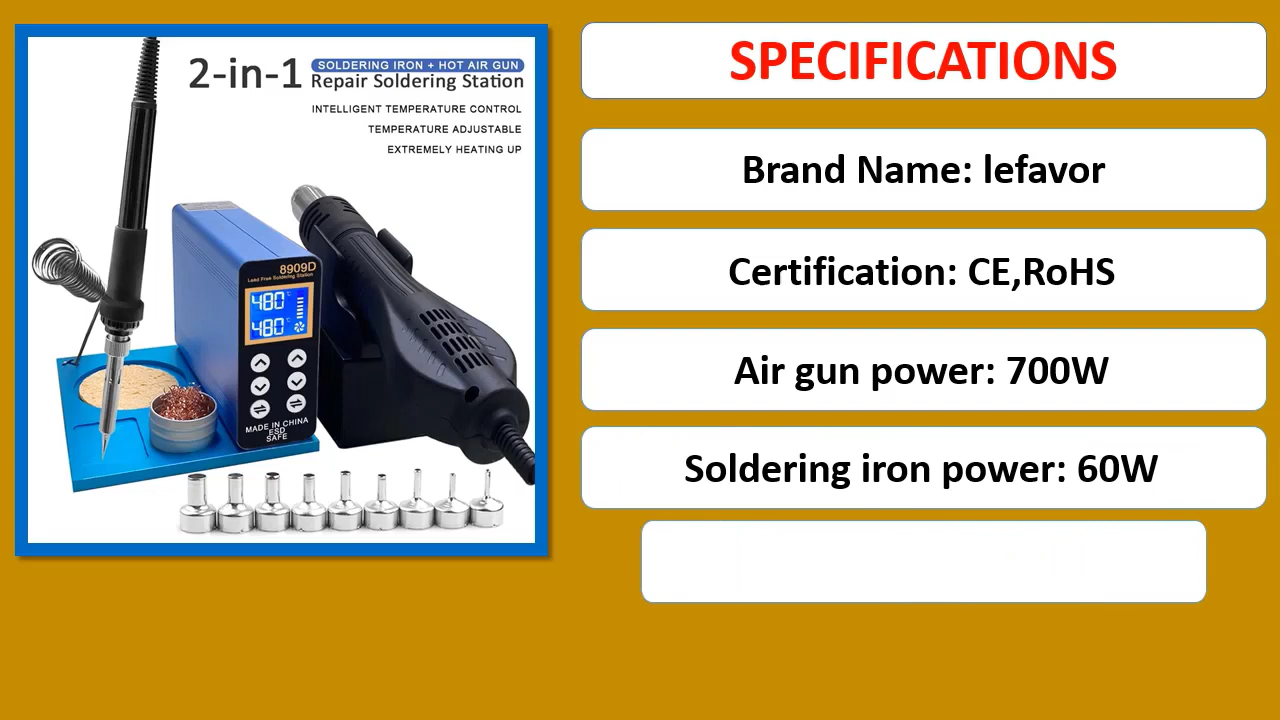 2-in-1
SOLDERING IRON + HOT AIR GUN
Repair Soldering Station
INTELLIGENT TEMPERATURE CONTROL
TEMPERATURE ADJUSTABLE
EXTREMELY HEATING UP
8909D
Lead Free Soldering Station
480
480
MADE IN CHINA
ESD
SAFE
SPECIFICATIONS
Brand Name: lefavor
Certification: CE,RoHS
Air gun power: 700W
Soldering iron power: 60W